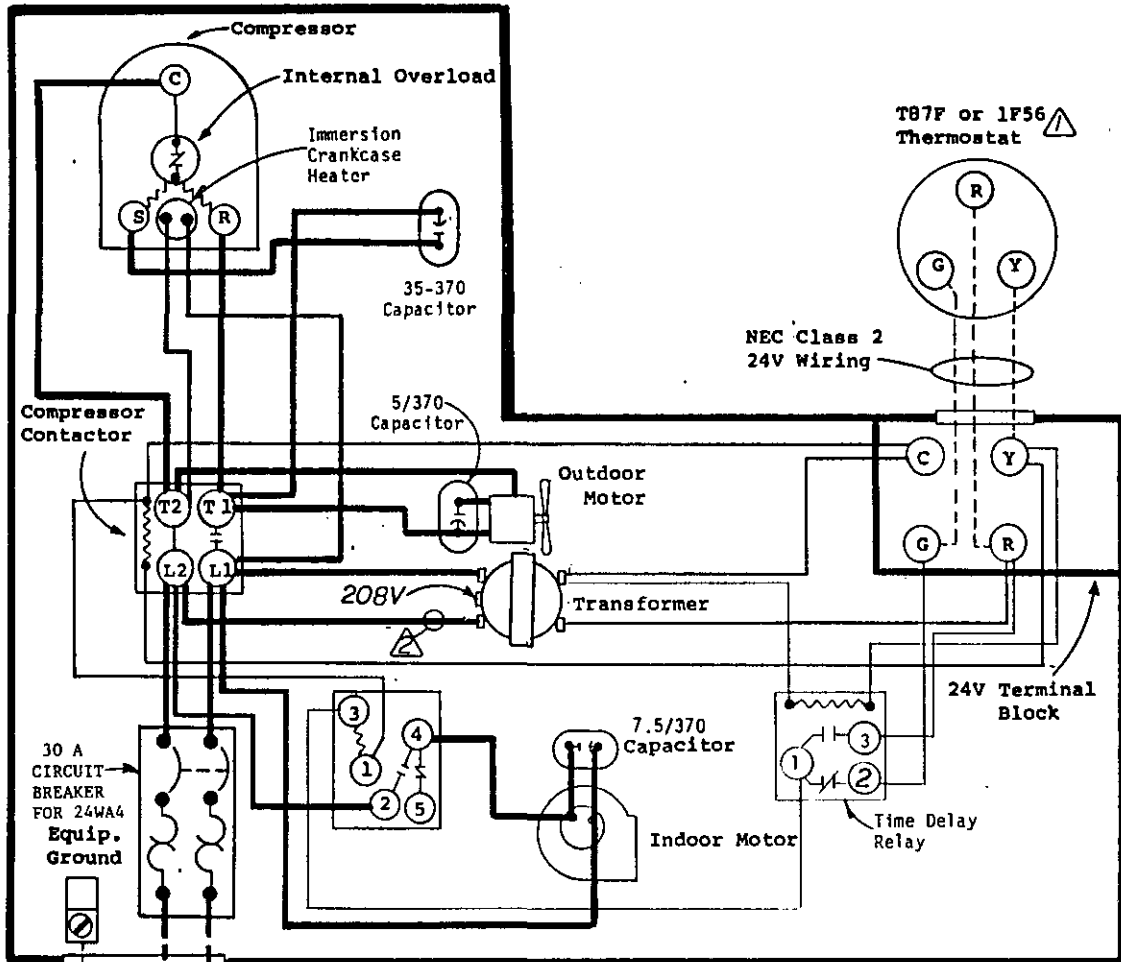 Compressor
C
Internal Overload
Immersion
Crankcase
Heater
S
R
35-370
Capacitor
T87F or 1F56
Thermostat
1
R
G
Y
NEC Class 2
24V Wiring
5/370
Capacitor
Compressor
Contactor
Outdoor
Motor
C
Y
T2
T1
G
R
L2
L1
208V
Transformer
2
24V Terminal
Block
3
4
1
2
5
7.5/370
Capacitor
Indoor Motor
1
3
2
Time Delay
Relay
30 A
CIRCUIT
BREAKER
FOR 24WA4
Equip.
Ground